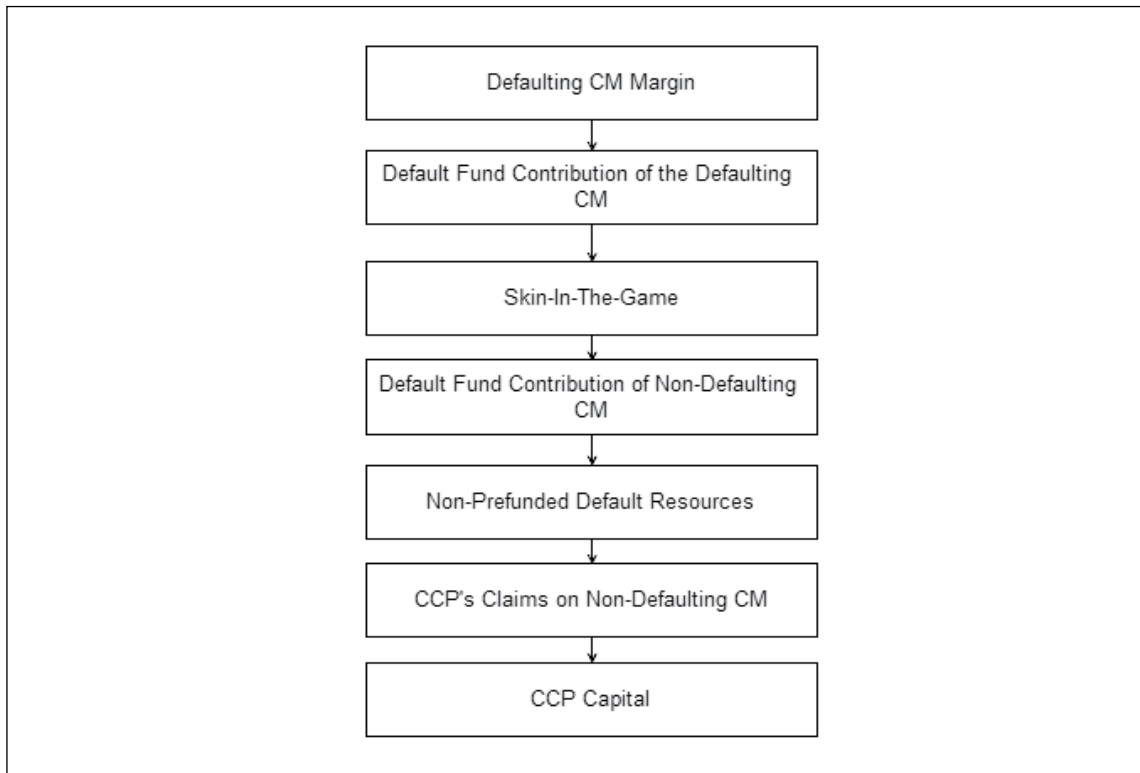 Defaulting CM Margin
Default Fund Contribution of the Defaulting
CM
Skin-In-The-Game
Default Fund Contribution of Non-Defaulting
CM
Non-Prefunded Default Resources
CCP's Claims on Non-Defaulting CM
CCP Capital